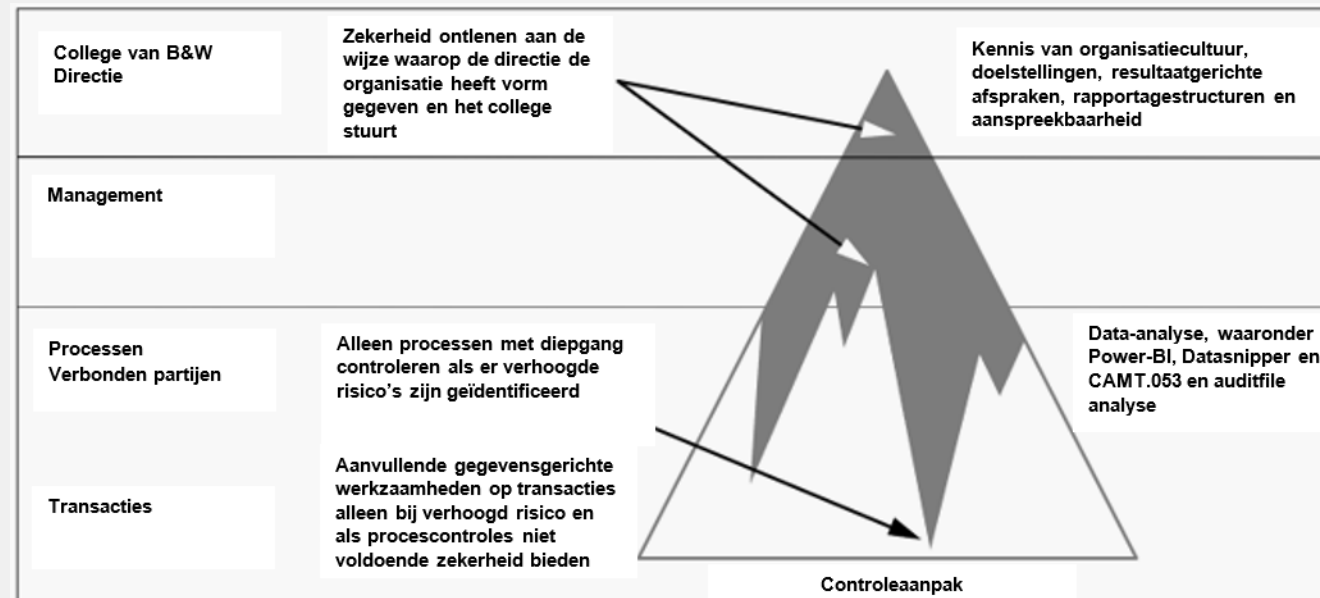 College van B&W
Directie
Zekerheid ontlenen aan de
wijze waarop de directie de
organisatie heeft vorm
gegeven en het college
stuurt
Kennis van organisatiecultuur,
doelstellingen, resultaatgerichte
afspraken, rapportagestructuren en
aanspreekbaarheid
Management
Processen
Verbonden partijen
Alleen processen met diepgang
controleren als er verhoogde
risico's zijn geïdentificeerd
Data-analyse, waaronder
Power-BI, Datasnipper en
CAMT.053 en auditfile
analyse
Transacties
Aanvullende gegevensgerichte
werkzaamheden op transacties
alleen bij verhoogd risico en
als procescontroles niet
voldoende zekerheid bieden
Controleaanpak